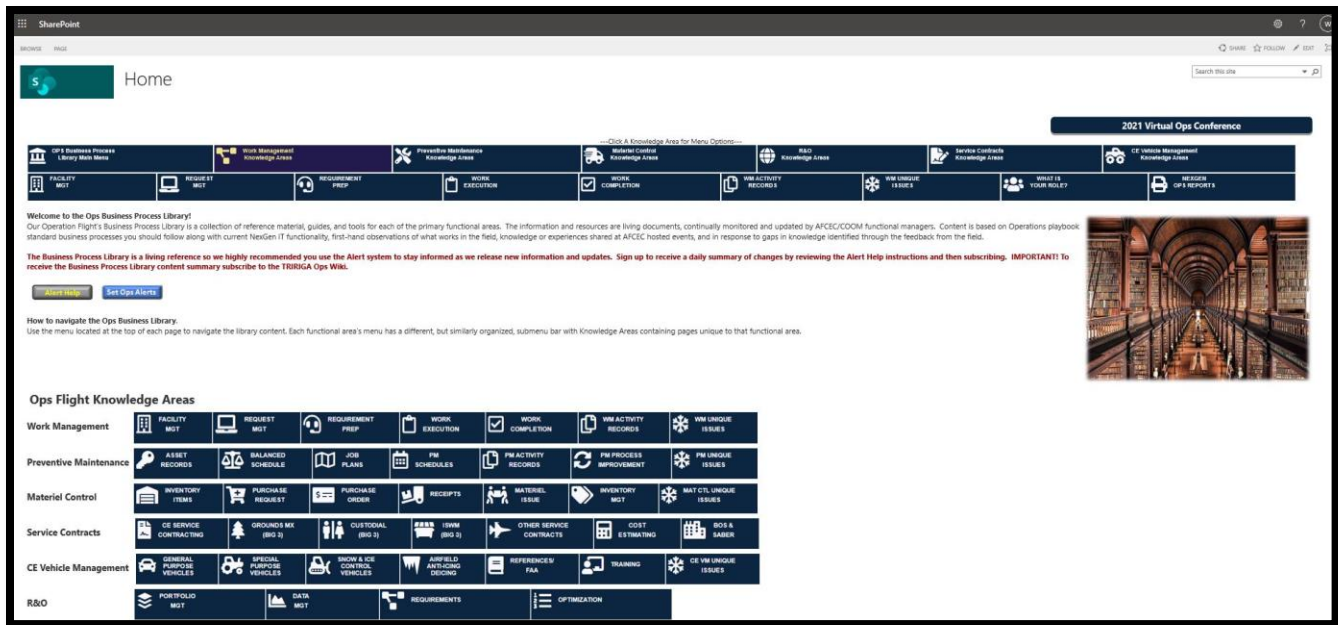 SharePoint
?
W
BROWSE PAGE
SHARE FOLLOW EDIT
S
Home
Search this site
2021 Virtual Ops Conference
---Click A Knowledge Area for Menu Options---
OPS Business Process
Library Main Menu
Work Management
Knowledge Areas
Preventive Maintenance
Knowledge Areas
Materiel Control
Knowledge Areas
R&O
Knowledge Areas
Service Contracts
Knowledge Areas
CE Vehicle Management
Knowledge Areas
FACILITY
MGT
REQUEST
MGT
REQUIREMENT
PREP
WORK
EXECUTION
WORK
COMPLETION
WM ACTIVITY
RECORDS
WM UNIQUE
ISSUES
WHAT IS
YOUR ROLE?
NEXGEN
OPS REPORTS
Welcome to the Ops Business Process Library!
Our Operation Flight's Business Process Library is a collection of reference material, guides, and tools for each of the primary functional areas. The information and resources are living documents, continually monitored and updated by AFCEC/COOM functional managers. Content is based on Operations playbook
standard business processes you should follow along with current NexGen IT functionality, first-hand observations of what works in the field, knowledge or experiences shared at AFCEC hosted events, and in response to gaps in knowledge identified through the feedback from the field.
The Business Process Library is a living reference so we highly recommended you use the Alert system to stay informed as we release new information and updates. Sign up to receive a daily summary of changes by reviewing the Alert Help instructions and then subscribing. IMPORTANT! To
receive the Business Process Library content summary subscribe to the TRIRIGA Ops Wiki.
Alert Help
Set Ops Alerts
How to navigate the Ops Business Library.
Use the menu located at the top of each page to navigate the library content. Each functional area's menu has a different, but similarly organized, submenu bar with Knowledge Areas containing pages unique to that functional area.
Ops Flight Knowledge Areas
Work Management
FACILITY
MGT
REQUEST
MGT
REQUIREMENT
PREP
WORK
EXECUTION
WORK
COMPLETION
WM ACTIVITY
RECORDS
WM UNIQUE
ISSUES
Preventive Maintenance
ASSET
RECORDS
BALANCED
SCHEDULE
JOB
PLANS
PM
SCHEDULES
PM ACTIVITY
RECORDS
PM PROCESS
IMPROVEMENT
PM UNIQUE
ISSUES
Materiel Control
INVENTORY
ITEMS
PURCHASE
REQUEST
PURCHASE
ORDER
RECEIPTS
MATERIEL
ISSUE
INVENTORY
MGT
MAT CTL UNIQUE
ISSUES
Service Contracts
CE SERVICE
CONTRACTING
GROUNDS MX
(BIG 3)
CUSTODIAL
(BIG 3)
ISWM
(BIG 3)
OTHER SERVICE
CONTRACTS
COST
ESTIMATING
BOS &
SABER
CE Vehicle Management
GENERAL
PURPOSE
VEHICLES
SPECIAL
PURPOSE
VEHICLES
SNOW & ICE
CONTROL
VEHICLES
AIRFIELD
ANTI-ICING
DEICING
REFERENCES/
FAA
TRAINING
CE VM UNIQUE
ISSUES
R&O
PORTFOLIO
MGT
DATA
MGT
REQUIREMENTS
OPTIMIZATION